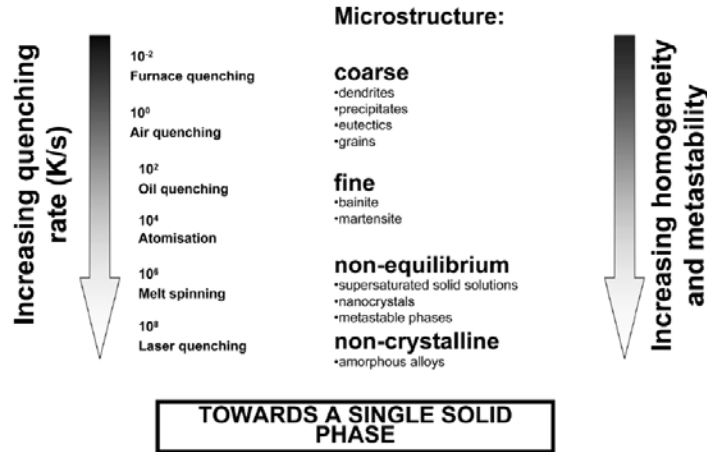 Microstructure:
Increasing quenching
rate (K/s)
10⁻²
Furnace quenching
10⁰
Air quenching
10²
Oil quenching
10⁴
Atomisation
10⁶
Melt spinning
10⁸
Laser quenching
coarse
•dendrites
•precipitates
•eutectics
•grains
fine
•bainite
•martensite
non-equilibrium
•supersaturated solid solutions
•nanocrystals
•metastable phases
non-crystalline
•amorphous alloys
Increasing homogeneity
and metastability
TOWARDS A SINGLE SOLID
PHASE